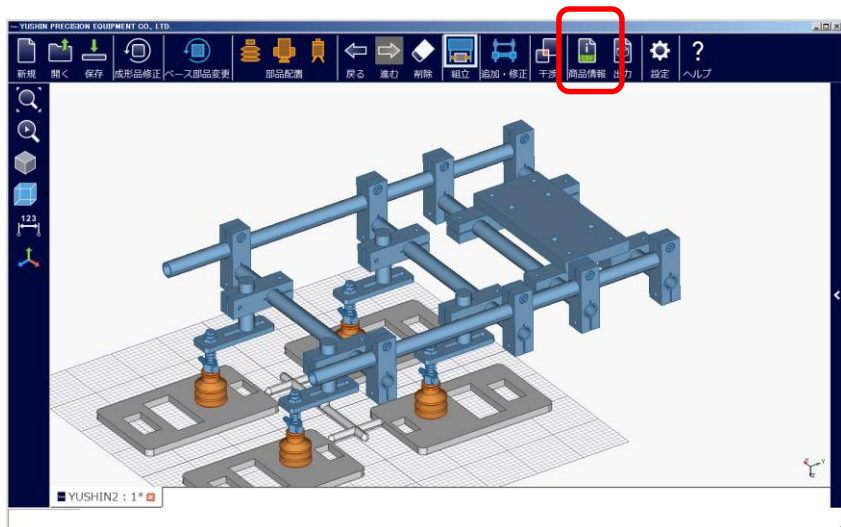 YUSHIN PRECISION EQUIPMENT CO., LTD.
新規 開く 保存 成形品修正 ベース部品変更 部品配置 戻る 進む 削除 組立 追加・修正 干渉 商品情報 出力 設定 ヘルプ
i
CSV
?
123
Z
Y
YUSHIN2 : 1*